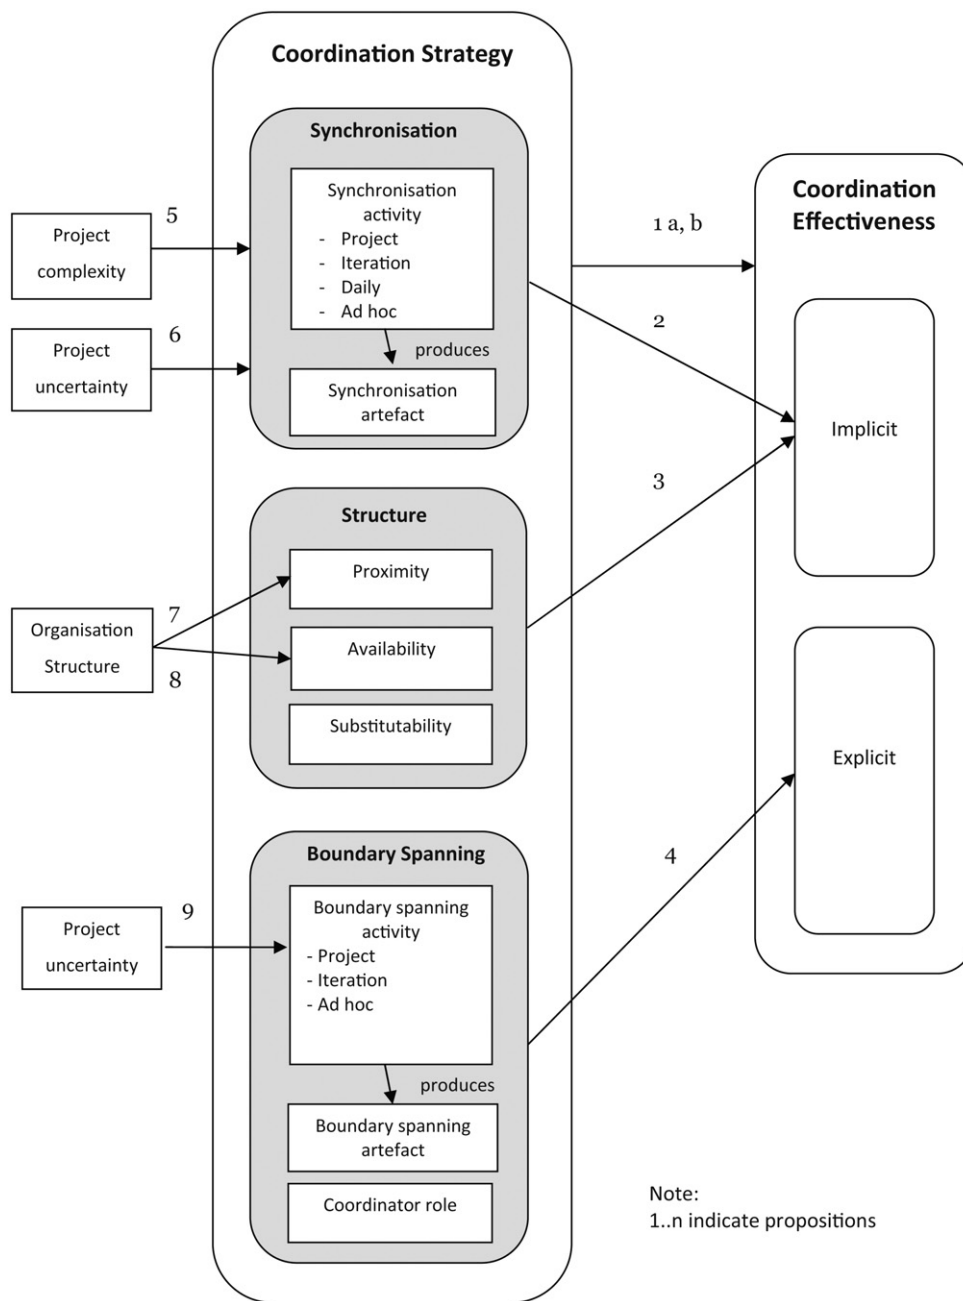 Coordination Strategy
Synchronisation
Synchronisation
activity
- Project
- Iteration
- Daily
- Ad hoc
produces
Synchronisation
artefact
Project
complexity
5
Project
uncertainty
6
Structure
Proximity
Availability
Substitutability
Organisation
Structure
7
8
Boundary Spanning
Boundary spanning
activity
- Project
- Iteration
- Ad hoc
produces
Boundary spanning
artefact
Coordinator role
Project
uncertainty
9
1 a, b
2
3
4
Coordination
Effectiveness
Implicit
Explicit
Note:
1..n indicate propositions